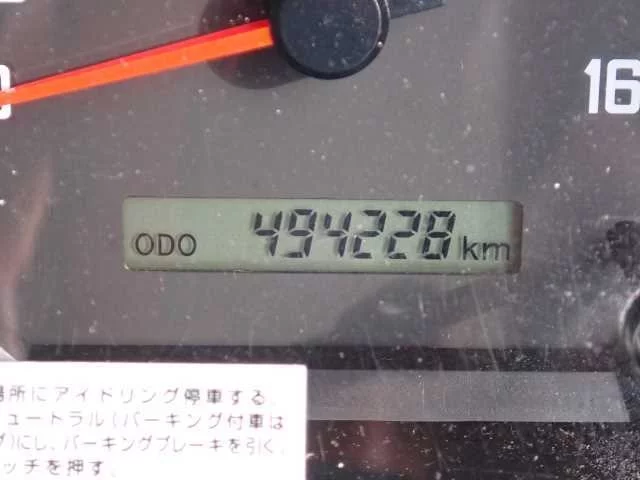 16
ODO 494228 km
場所にアイドリング停車する。
ュートラル(パーキング付車は
グ)にし、パーキングブレーキを引く。
ッチを押す。